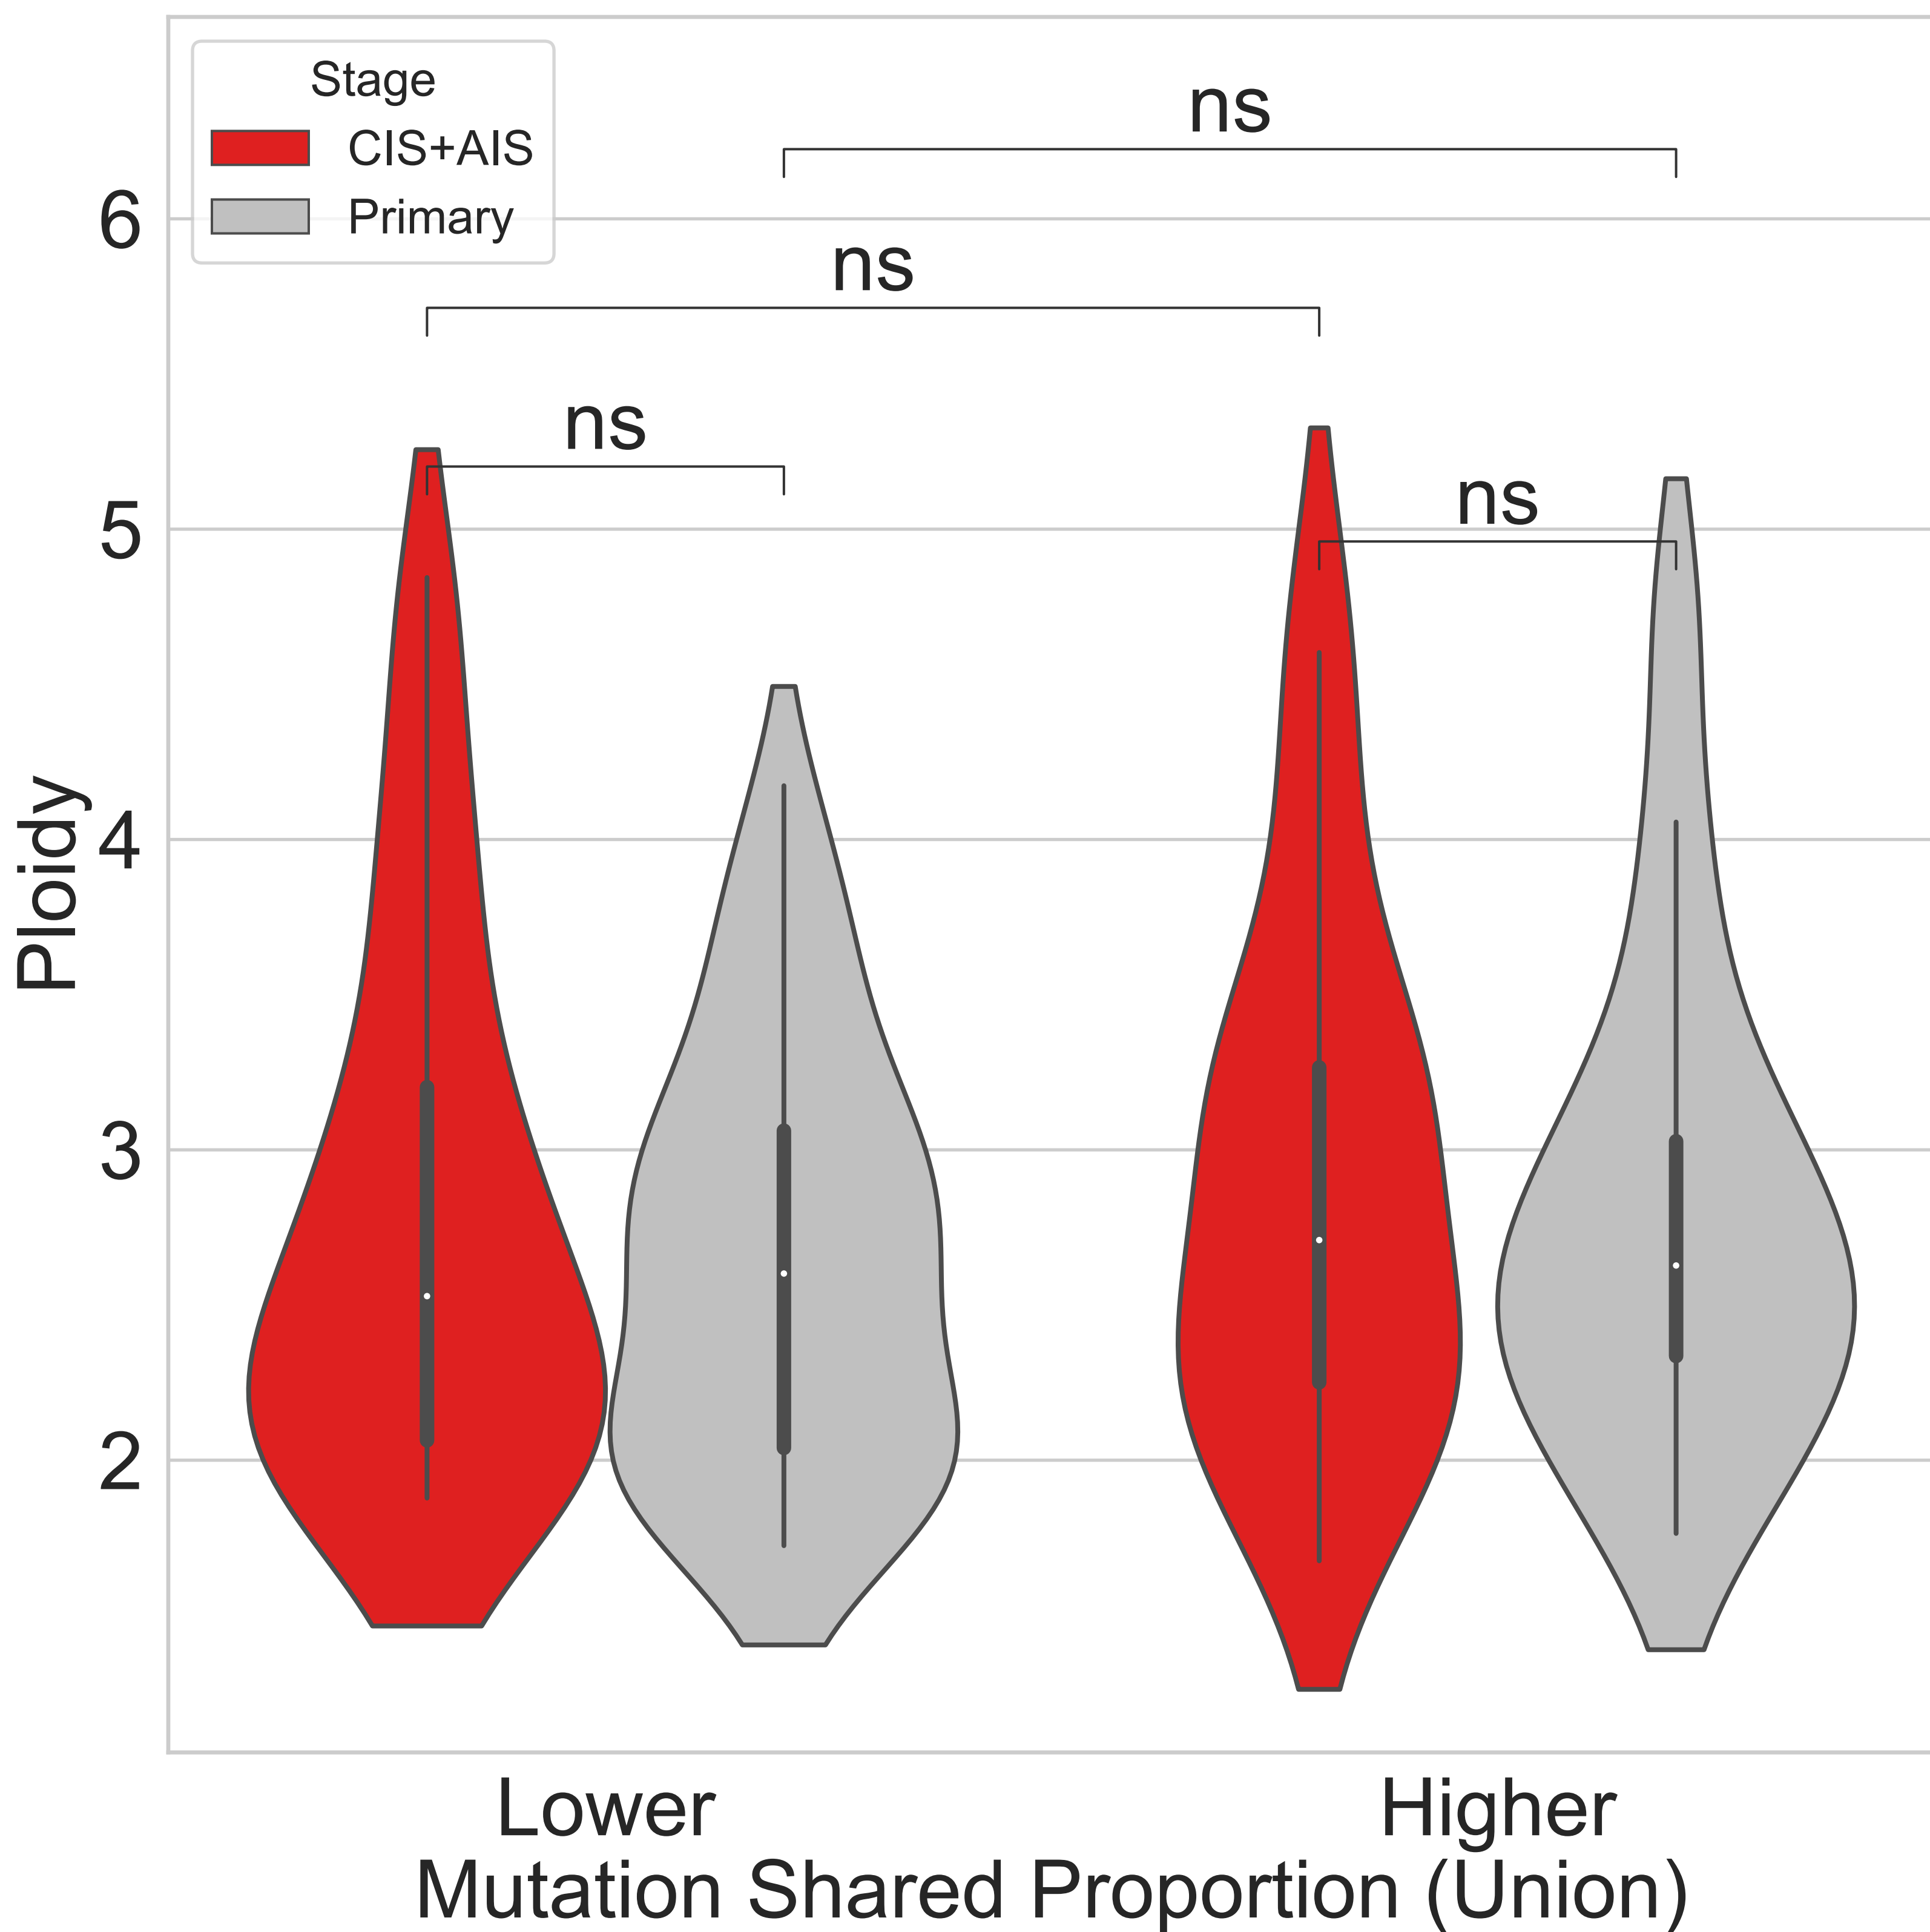 Stage
CIS+AIS
Primary
ns
ns
ns
ns
6
5
4
3
2
Ploidy
Lower
Higher
Mutation Shared Proportion (Union)